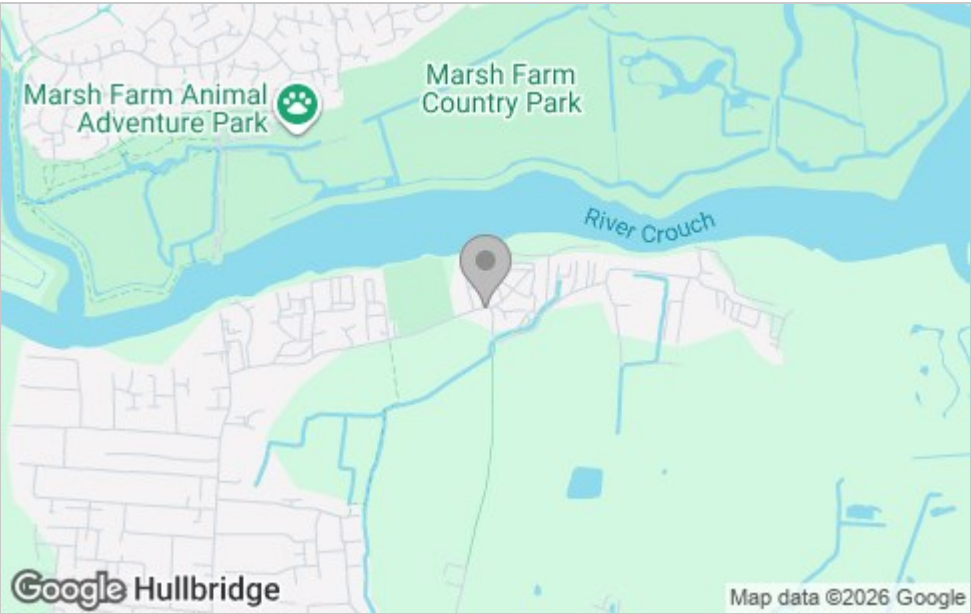 Marsh Farm Animal
Adventure Park
Marsh Farm
Country Park
River Crouch
Google
Hullbridge
Map data ©2026 Google